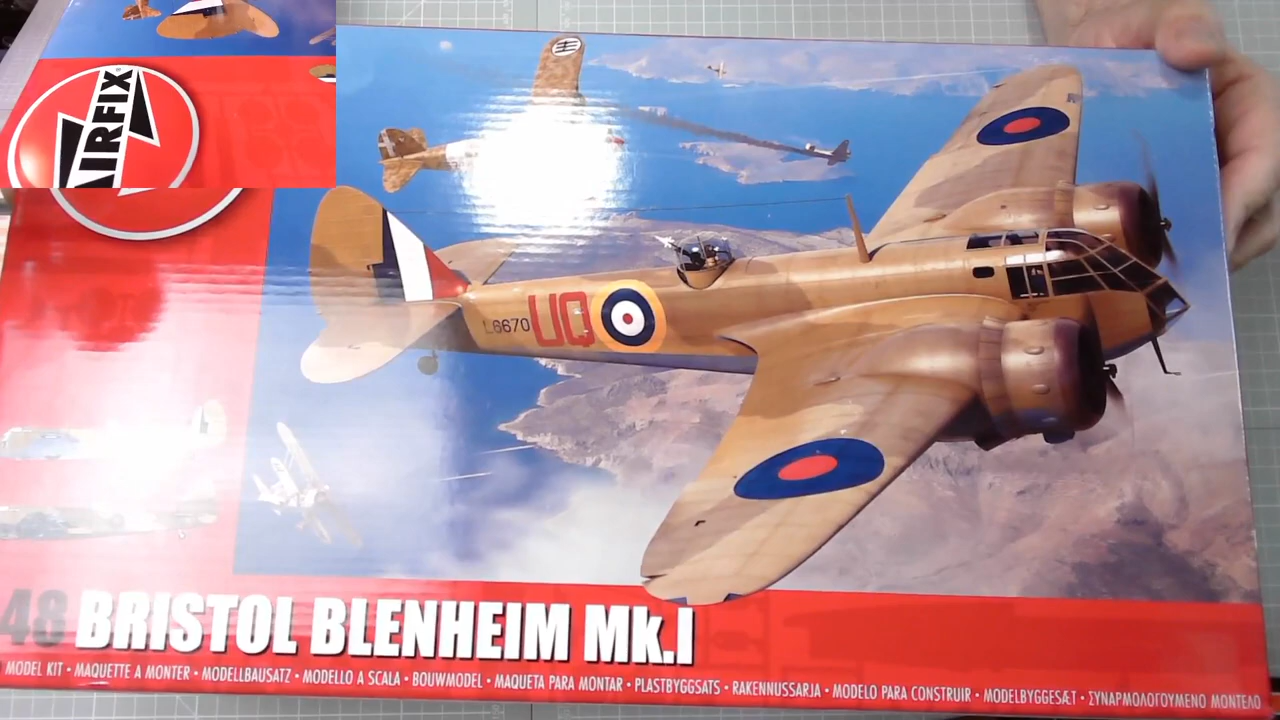 AIRFIX
L6670 UQ
48 BRISTOL BLENHEIM Mk.I
MODEL KIT • MAQUETTE A MONTER • MODELLBAUSATZ • MODELLO A SCALA • BOUWMODEL • MAQUETA PARA MONTAR • PLASTBYGGSATS • RAKENNUSSARJA • MODELO PARA CONSTRUIR • MODELBYGGESÆT • ΣΥΝΑΡΜΟΛΟΓΟΥΜΕΝΟ ΜΟΝΤΕΛΟ